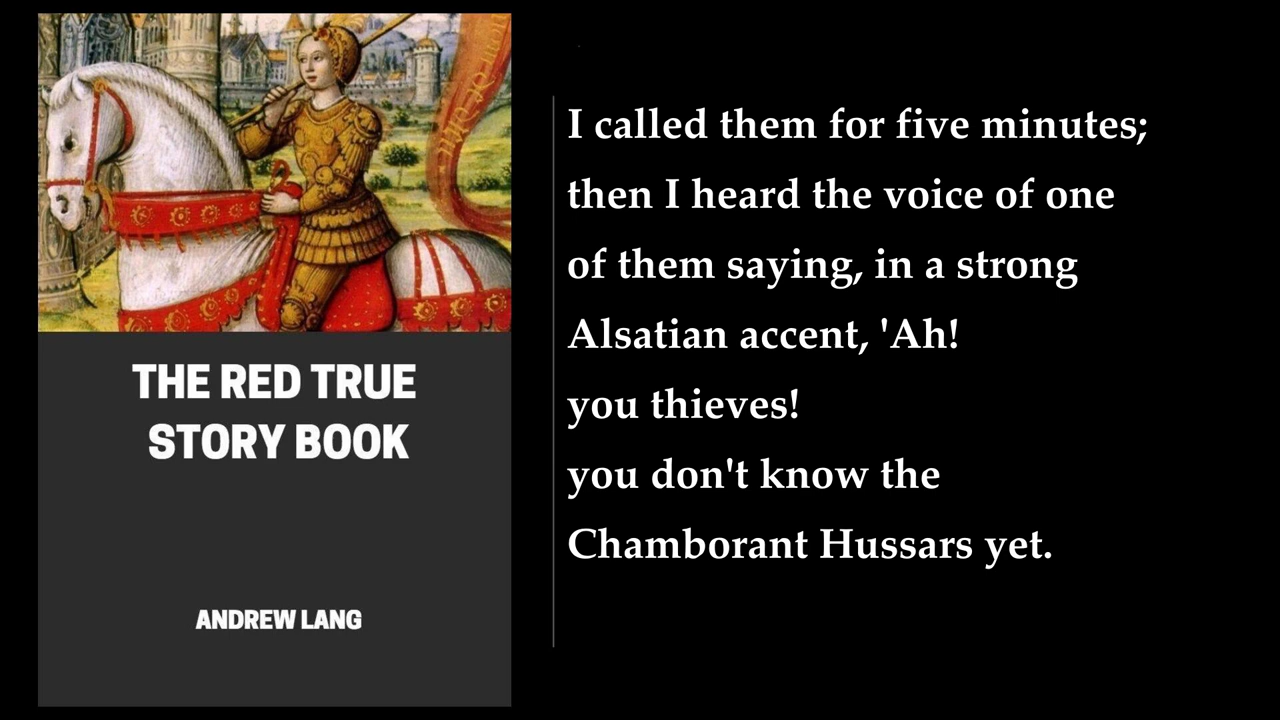 THE RED TRUE
STORY BOOK
ANDREW LANG
I called them for five minutes;
then I heard the voice of one
of them saying, in a strong
Alsatian accent, 'Ah!
you thieves!
you don't know the
Chamborant Hussars yet.